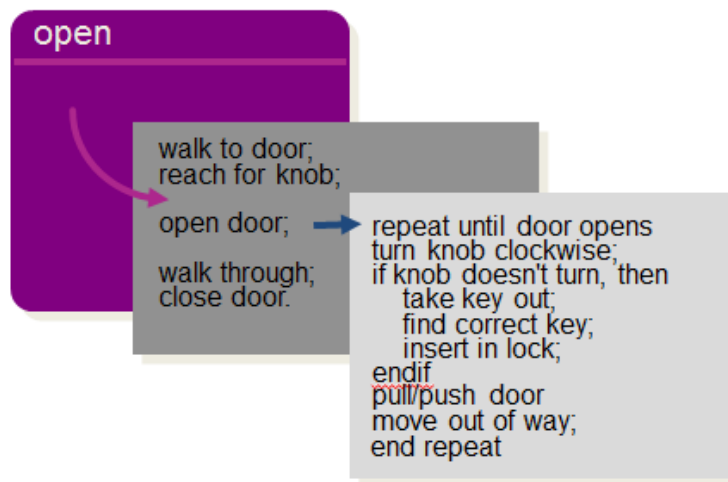 open
walk to door;
reach for knob;
open door;
walk through;
close door.
repeat until door opens
turn knob clockwise;
if knob doesn't turn, then
take key out;
find correct key;
insert in lock;
endif
pull/push door
move out of way;
end repeat